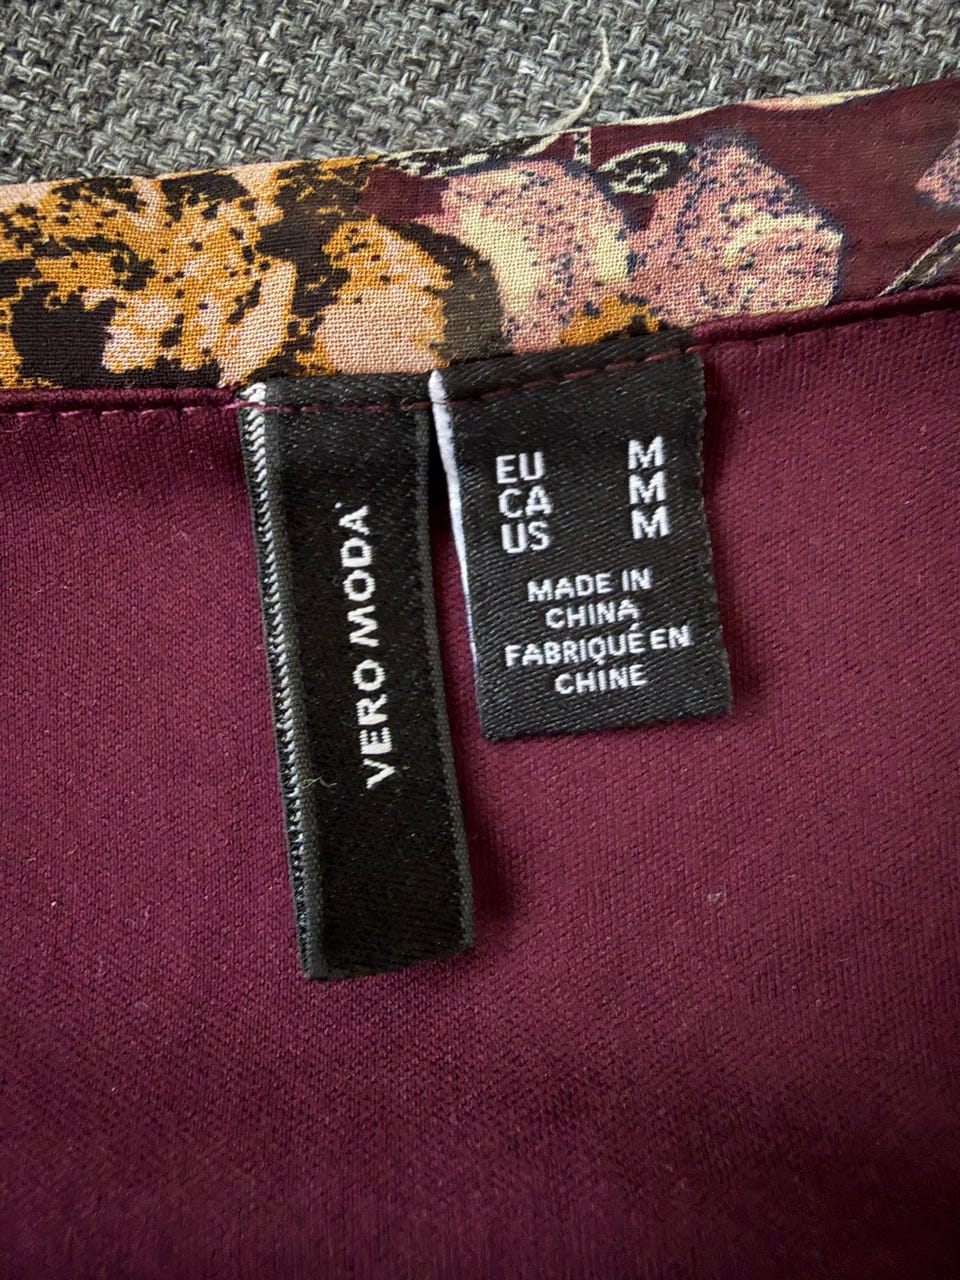 VERO MODA
EU M
CA M
US M
MADE IN
CHINA
FABRIQUÉ EN
CHINE